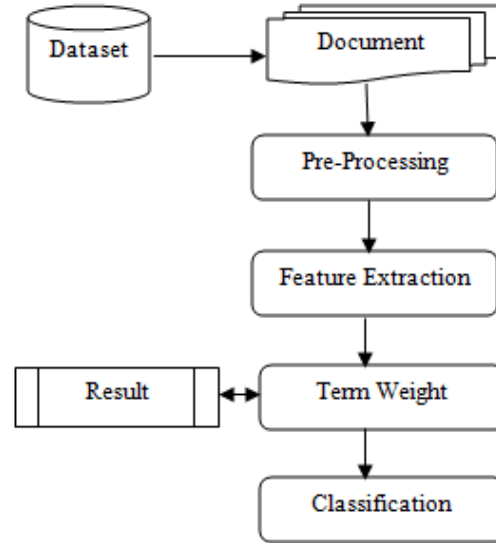 Dataset
Document
Pre-Processing
Feature Extraction
Result
Term Weight
Classification